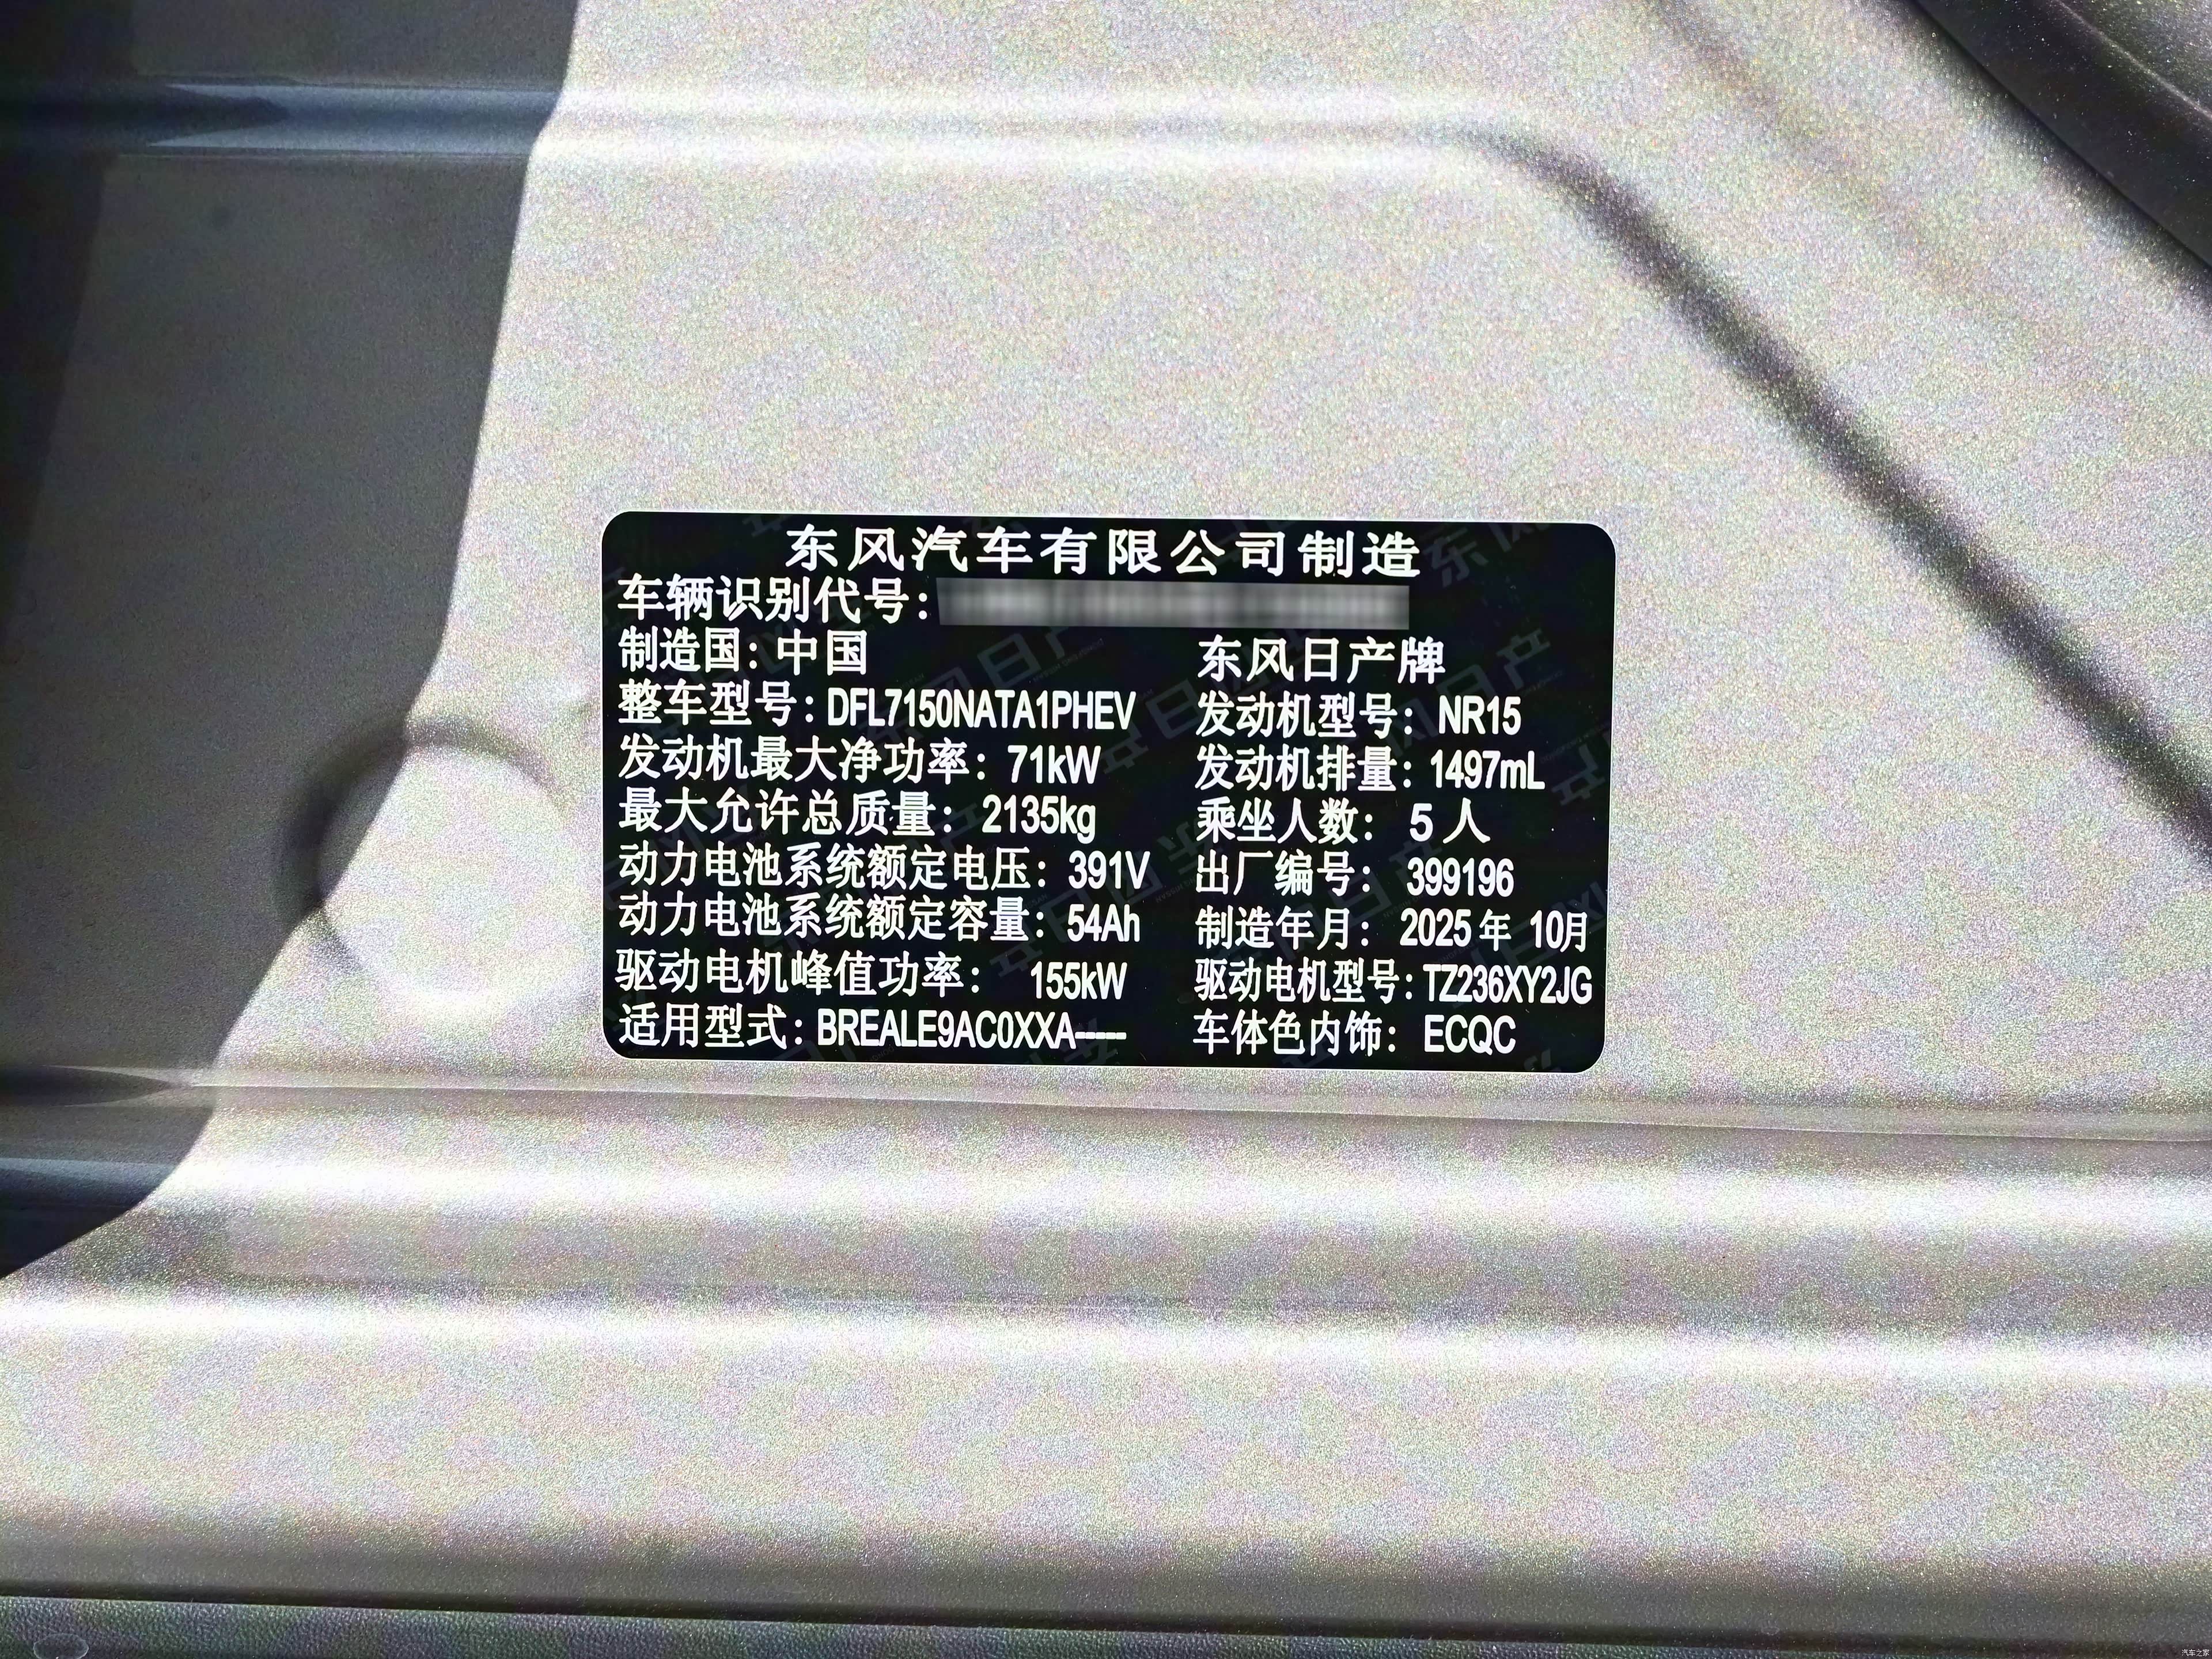 东风汽车有限公司制造
车辆识别代号:
制造国: 中国 东风日产牌
整车型号: DFL7150NATA1PHEV 发动机型号: NR15
发动机最大净功率: 71kW 发动机排量: 1497mL
最大允许总质量: 2135kg 乘坐人数: 5 人
动力电池系统额定电压: 391V 出厂编号: 399196
动力电池系统额定容量: 54Ah 制造年月: 2025 年 10月
驱动电机峰值功率: 155kW 驱动电机型号: TZ236XY2JG
适用型式: BREALE9AC0XXA----- 车体色内饰: ECQC
汽车之家